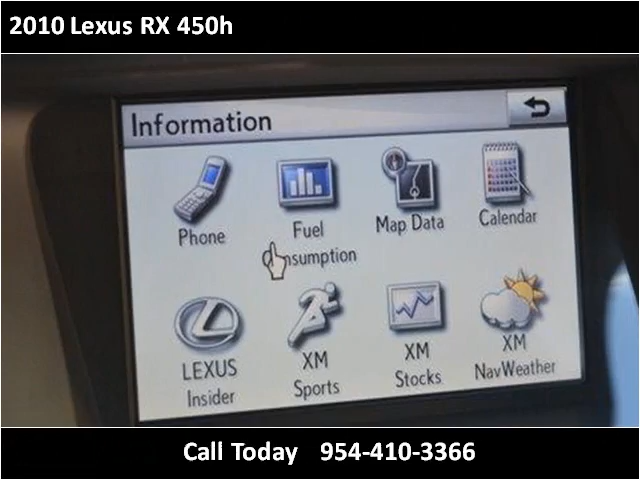 2010 Lexus RX 450h
Information
Phone
Fuel
Consumption
Map Data
Calendar
LEXUS
Insider
XM
Sports
XM
Stocks
XM
NavWeather
Call Today 954-410-3366